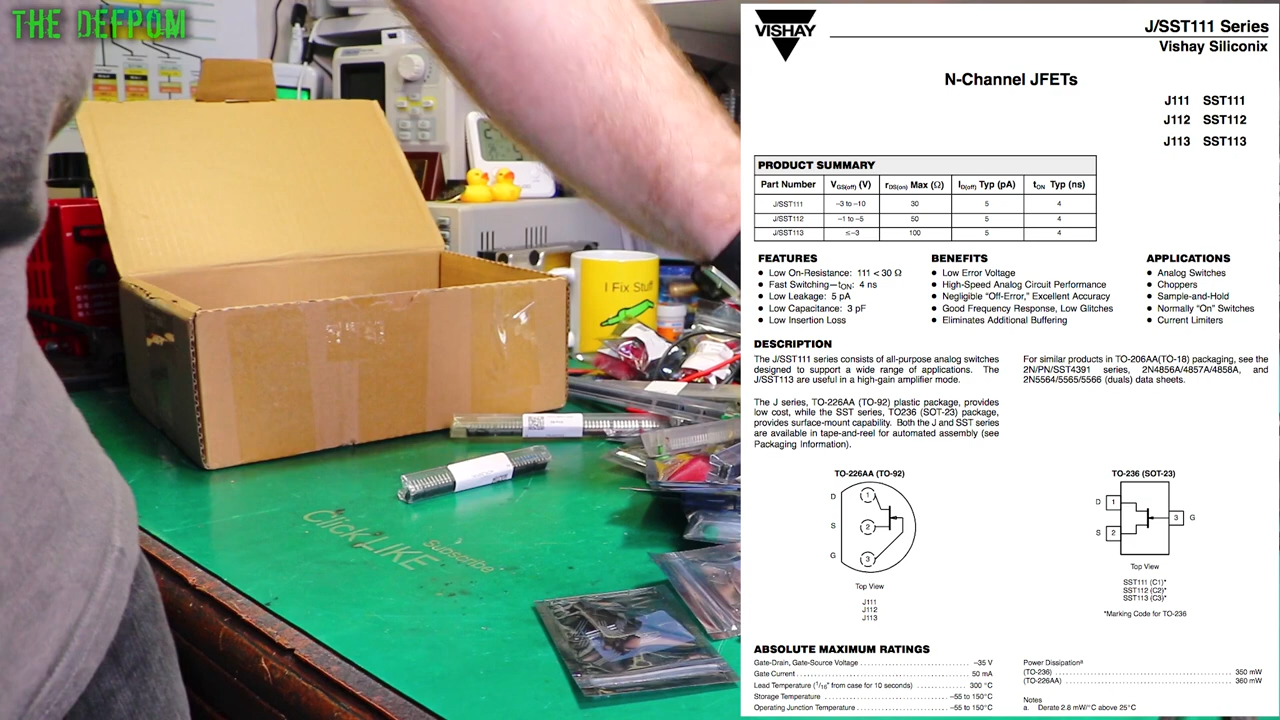 THE DEFPOM
I Fix Stuff
Click LIKE
Subscribe
VISHAY
J/SST111 Series
Vishay Siliconix
N-Channel JFETs
J111 SST111
J112 SST112
J113 SST113
PRODUCT SUMMARY
Part Number VGS(off) (V) rDS(on) Max (Ω) ID(off) Typ (pA) tON Typ (ns)
J/SST111 –3 to –10 30 5 4
J/SST112 –1 to –5 50 5 4
J/SST113 ≤–3 100 5 4
FEATURES
● Low On-Resistance: 111 < 30 Ω
● Fast Switching—tON: 4 ns
● Low Leakage: 5 pA
● Low Capacitance: 3 pF
● Low Insertion Loss
BENEFITS
● Low Error Voltage
● High-Speed Analog Circuit Performance
● Negligible “Off-Error,” Excellent Accuracy
● Good Frequency Response, Low Glitches
● Eliminates Additional Buffering
APPLICATIONS
● Analog Switches
● Choppers
● Sample-and-Hold
● Normally “On” Switches
● Current Limiters
DESCRIPTION
The J/SST111 series consists of all-purpose analog switches
designed to support a wide range of applications. The
J/SST113 are useful in a high-gain amplifier mode.
The J series, TO-226AA (TO-92) plastic package, provides
low cost, while the SST series, TO236 (SOT-23) package,
provides surface-mount capability. Both the J and SST series
are available in tape-and-reel for automated assembly (see
Packaging Information).
For similar products in TO-206AA(TO-18) packaging, see the
2N/PN/SST4391 series, 2N4856A/4857A/4858A, and
2N5564/5565/5566 (duals) data sheets.
TO-226AA (TO-92)
D 1
S 2
G 3
Top View
J111
J112
J113
TO-236 (SOT-23)
D 1
3 G
S 2
Top View
SST111 (C1)*
SST112 (C2)*
SST113 (C3)*
*Marking Code for TO-236
ABSOLUTE MAXIMUM RATINGS
Gate-Drain, Gate-Source Voltage . . . . . . . . . . –35 V
Gate Current . . . . . . . . . . 50 mA
Lead Temperature (1/16” from case for 10 seconds) . . . . . . . . . . 300 °C
Storage Temperature . . . . . . . . . . –55 to 150°C
Operating Junction Temperature . . . . . . . . . . –55 to 150°C
Power Dissipationa
(TO-236) . . . . . . . . . . 350 mW
(TO-226AA) . . . . . . . . . . 360 mW
Notes
a. Derate 2.8 mW/°C above 25°C